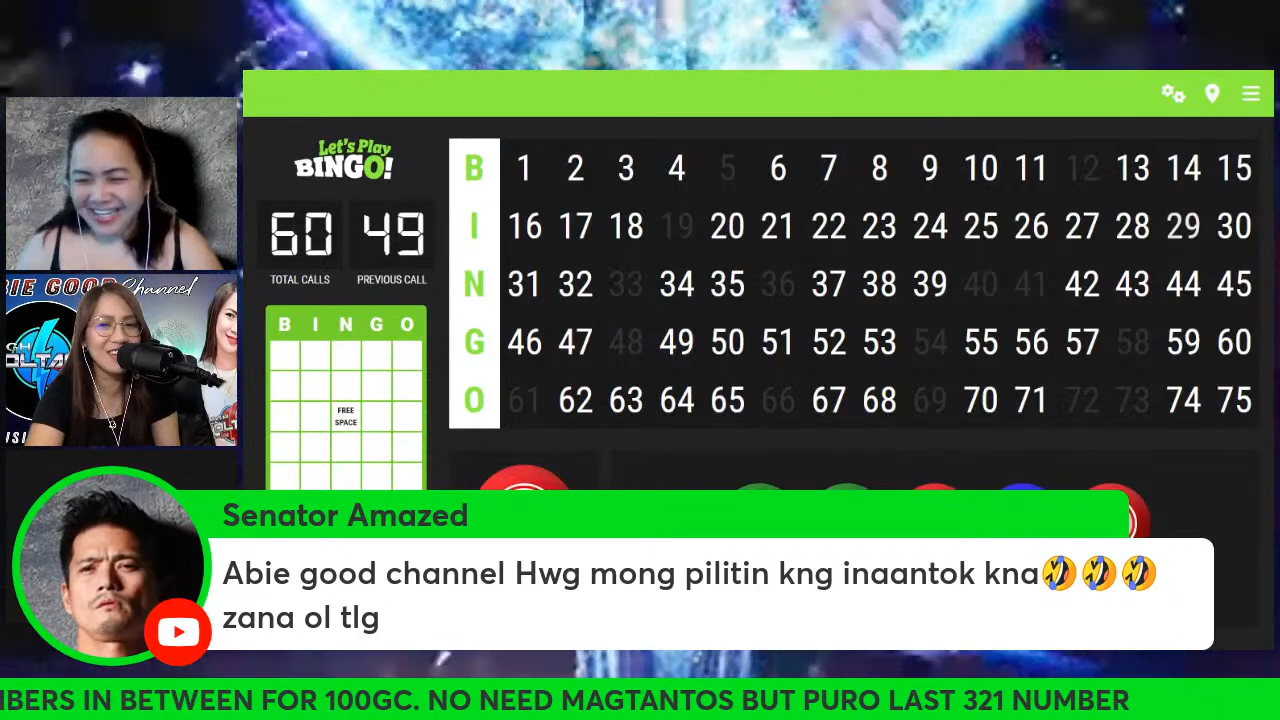 Let's Play
BINGO!
60 49
TOTAL CALLS PREVIOUS CALL
B I N G O
FREE
SPACE
B 1 2 3 4 5 6 7 8 9 10 11 12 13 14 15
I 16 17 18 19 20 21 22 23 24 25 26 27 28 29 30
N 31 32 33 34 35 36 37 38 39 40 41 42 43 44 45
G 46 47 48 49 50 51 52 53 54 55 56 57 58 59 60
O 61 62 63 64 65 66 67 68 69 70 71 72 73 74 75
BIE GOOD Channel
Senator Amazed
Abie good channel Hwg mong pilitin kng inaantok kna🤣🤣🤣
zana ol tlg
MBERS IN BETWEEN FOR 100GC. NO NEED MAGTANTOS BUT PURO LAST 321 NUMBER